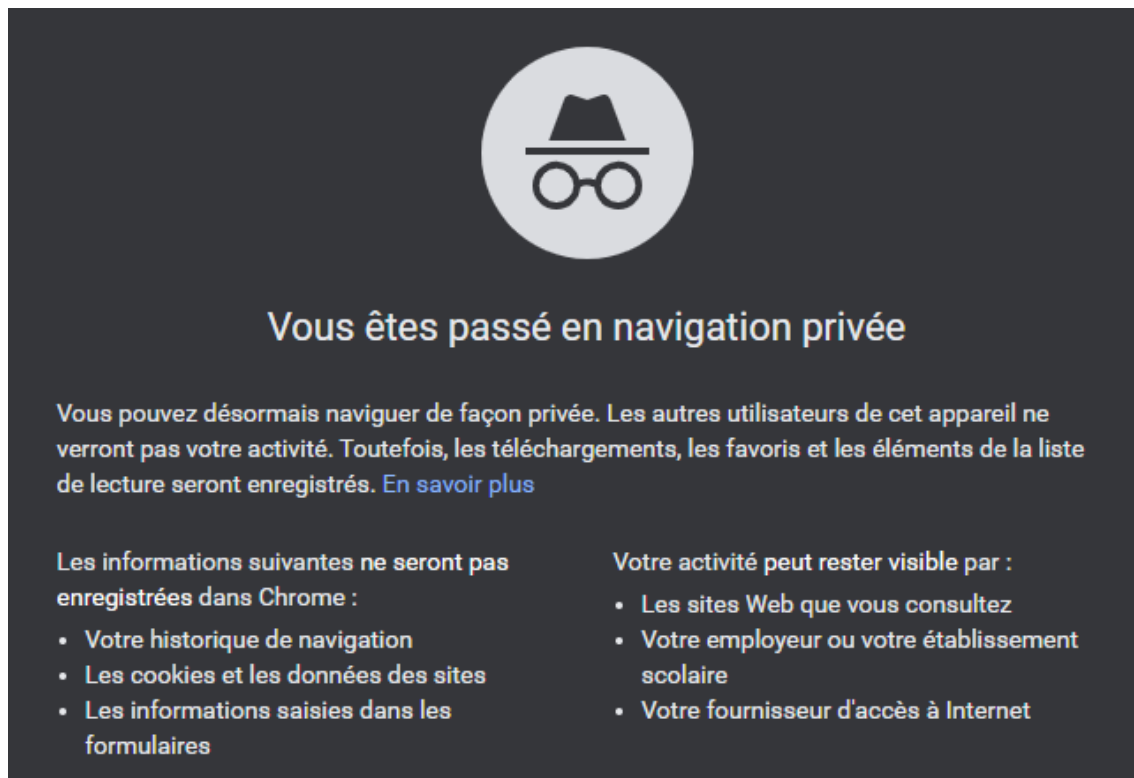 Vous êtes passé en navigation privée
Vous pouvez désormais naviguer de façon privée. Les autres utilisateurs de cet appareil ne
verront pas votre activité. Toutefois, les téléchargements, les favoris et les éléments de la liste
de lecture seront enregistrés. En savoir plus
Les informations suivantes ne seront pas
enregistrées dans Chrome :
• Votre historique de navigation
• Les cookies et les données des sites
• Les informations saisies dans les
formulaires
Votre activité peut rester visible par :
• Les sites Web que vous consultez
• Votre employeur ou votre établissement
scolaire
• Votre fournisseur d'accès à Internet